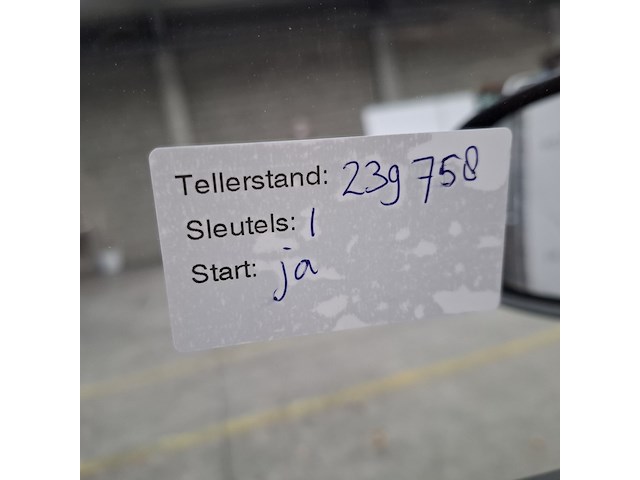 Tellerstand: 239 758
Sleutels: 1
Start: ja